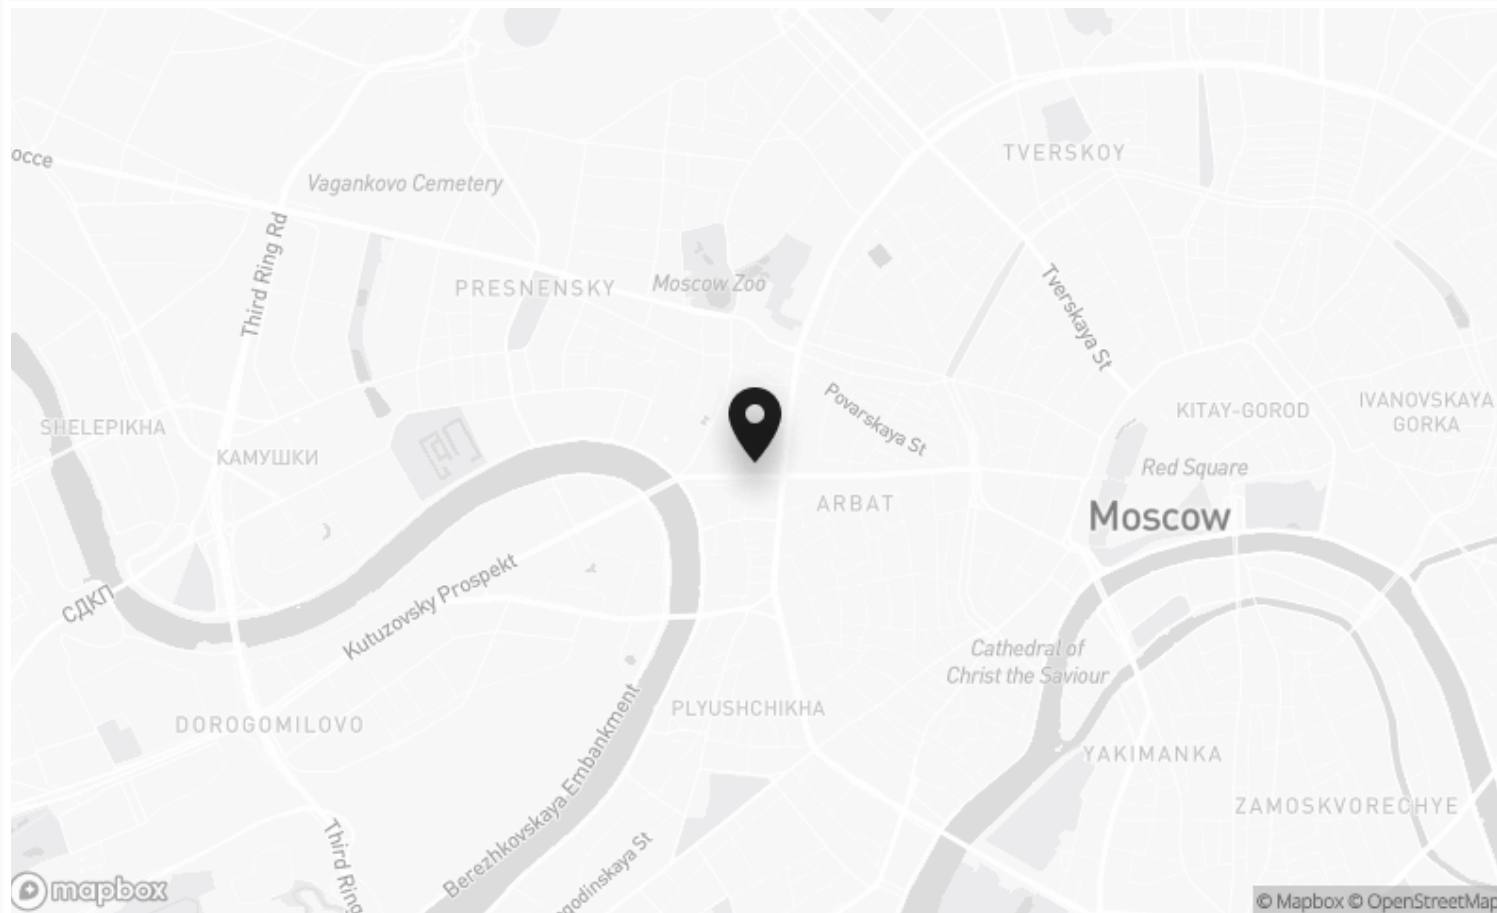 occe
Vagankovo Cemetery
TVERSKOY
Third Ring Rd
PRESNENSKY
Moscow Zoo
Tverskaya St
Povarskaya St
SHELEPIKHA
КАМУШКИ
KITAY-GOROD
IVANOVSKAYA
GORKA
Red Square
ARBAT
Moscow
СДКП
Kutuzovsky Prospekt
Cathedral of
Christ the Saviour
DOROGOMILOVO
PLYUSHCHIKHA
Berezhkovskaya Embankment
YAKIMANKA
ZAMOSKVORECHYE
Third Ring
godinskaya St
mapbox
© Mapbox © OpenStreetMap